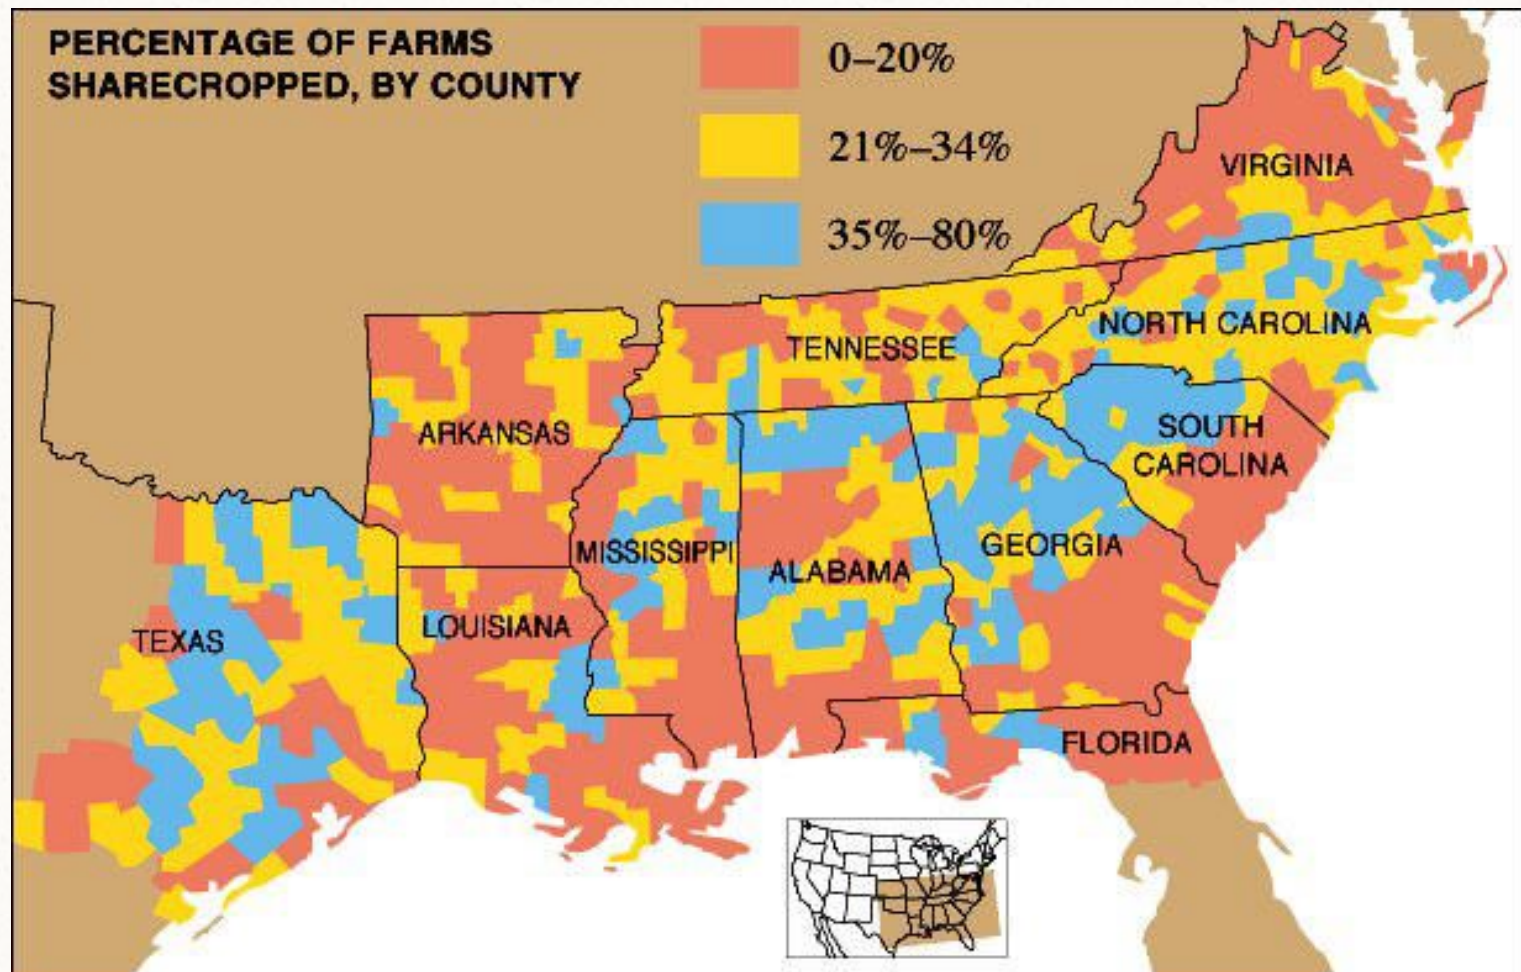 PERCENTAGE OF FARMS
SHARECROPPED, BY COUNTY
0–20%
21%–34%
35%–80%
VIRGINIA
NORTH CAROLINA
TENNESSEE
ARKANSAS
SOUTH
CAROLINA
MISSISSIPPI
ALABAMA
GEORGIA
TEXAS
LOUISIANA
FLORIDA